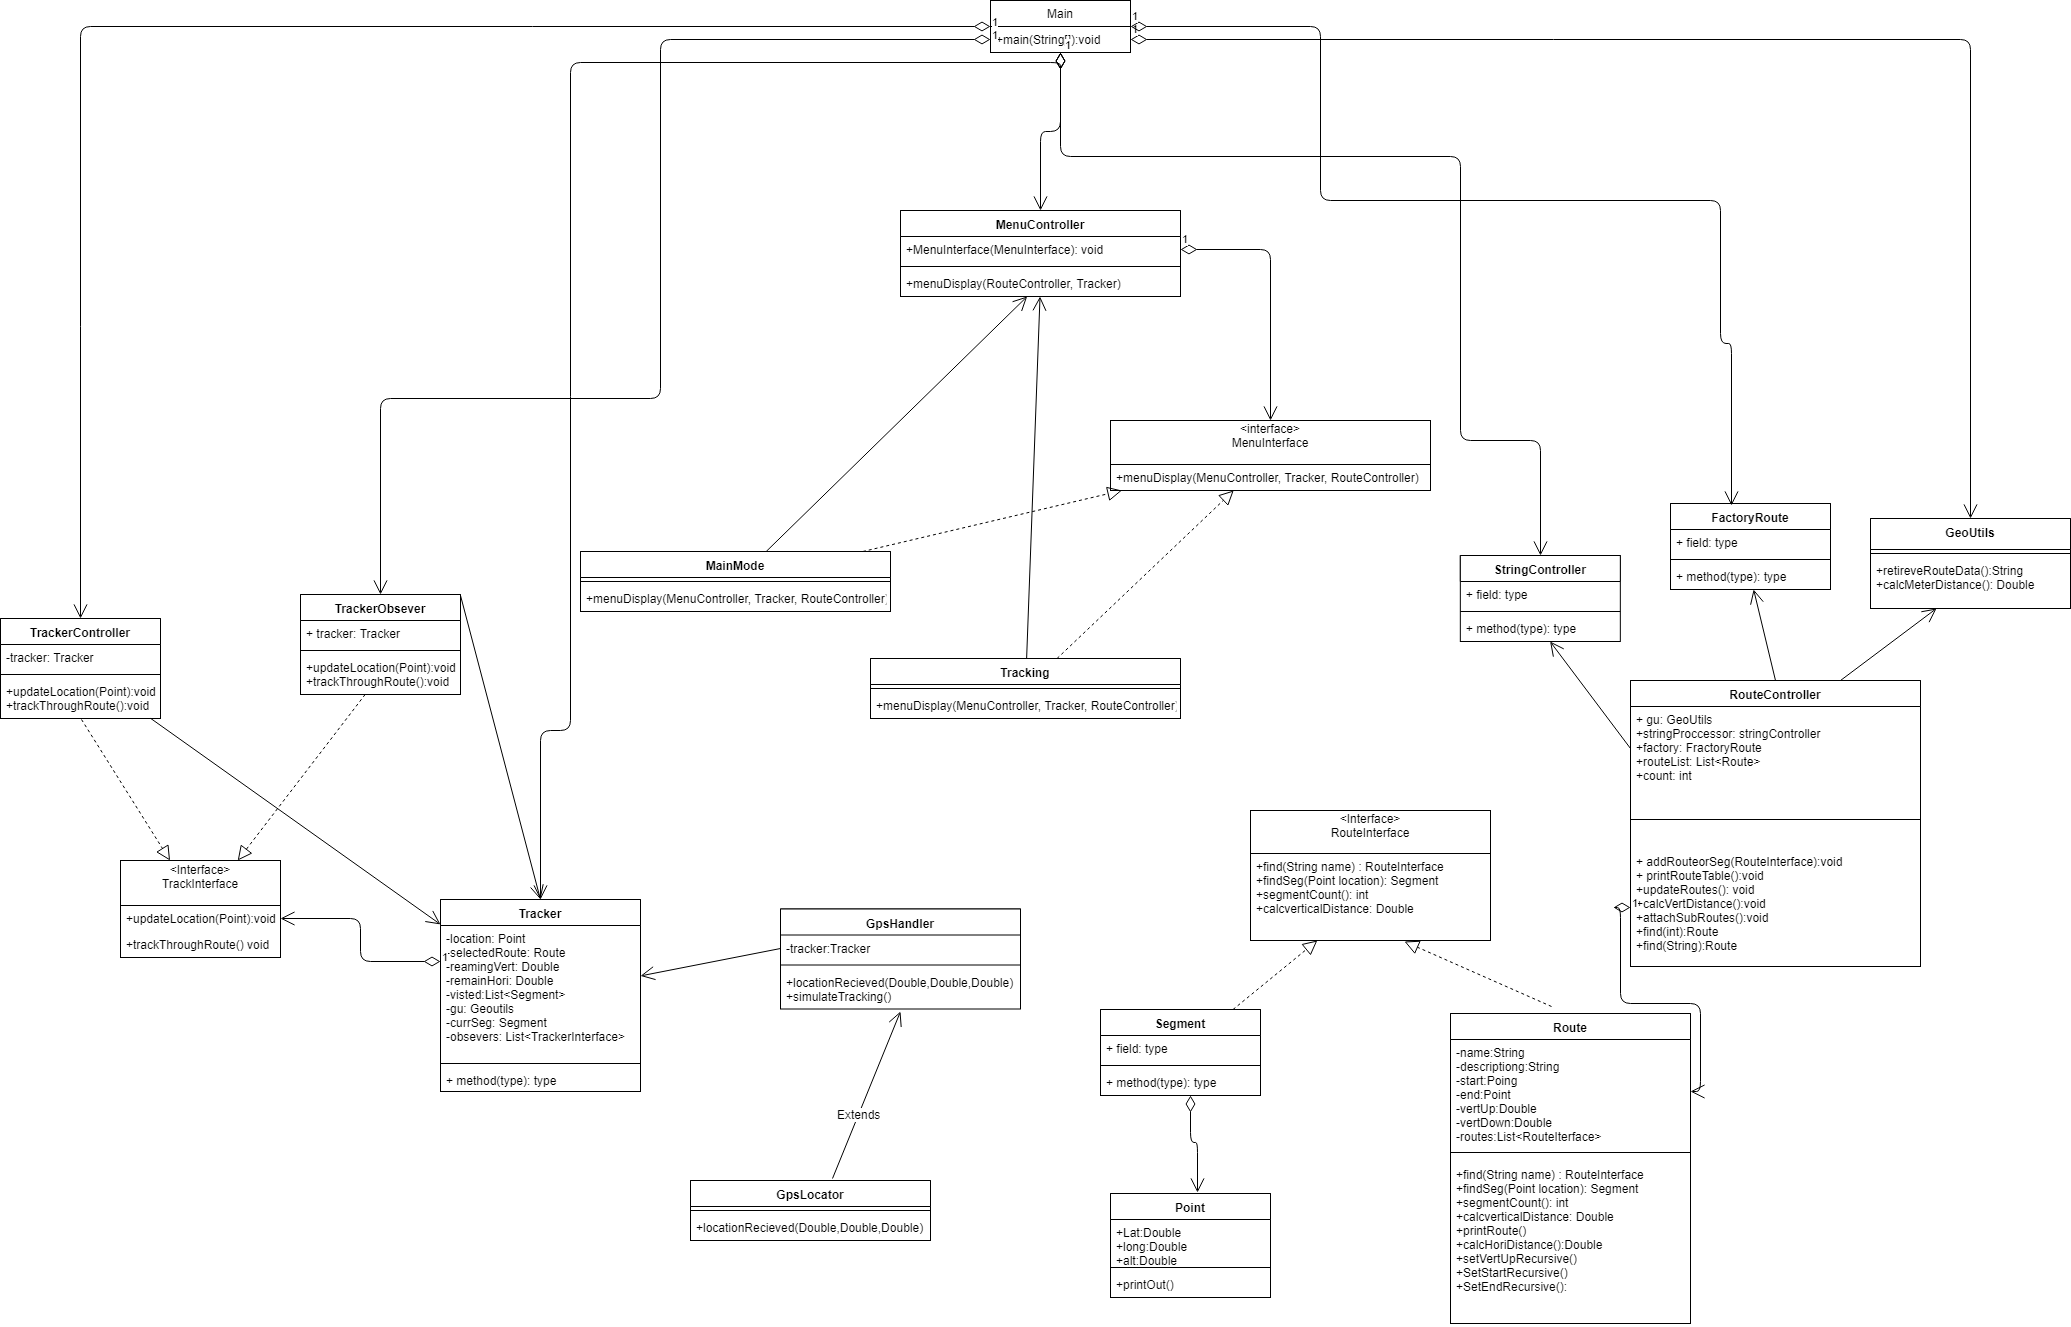 Main
1
1
1
1
+main(String[]):void
1
MenuController
+MenuInterface(MenuInterface): void
1
+menuDisplay(RouteController, Tracker)
<interface>
MenuInterface
+menuDisplay(MenuController, Tracker, RouteController)
FactoryRoute
+ field: type
+ method(type): type
GeoUtils
+retireveRouteData():String
+calcMeterDistance(): Double
StringController
+ field: type
+ method(type): type
MainMode
+menuDisplay(MenuController, Tracker, RouteController)
TrackerObsever
+ tracker: Tracker
+updateLocation(Point):void
+trackThroughRoute():void
TrackerController
-tracker: Tracker
+updateLocation(Point):void
+trackThroughRoute():void
Tracking
+menuDisplay(MenuController, Tracker, RouteController)
RouteController
+ gu: GeoUtils
+stringProccessor: stringController
+factory: FractoryRoute
+routeList: List<Route>
+count: int
+ addRouteorSeg(RouteInterface):void
+ printRouteTable():void
+updateRoutes(): void
+calcVertDistance():void
+attachSubRoutes():void
+find(int):Route
+find(String):Route
1
<Interface>
RouteInterface
+find(String name) : RouteInterface
+findSeg(Point location): Segment
+segmentCount(): int
+calcverticalDistance: Double
<Interface>
TrackInterface
+updateLocation(Point):void
+trackThroughRoute() void
Tracker
-location: Point
-selectedRoute: Route
-reamingVert: Double
-remainHori: Double
-visted:List<Segment>
-gu: Geoutils
-currSeg: Segment
-obsevers: List<TrackerInterface>
+ method(type): type
1
GpsHandler
-tracker:Tracker
+locationRecieved(Double,Double,Double)
+simulateTracking()
Extends
GpsLocator
+locationRecieved(Double,Double,Double)
Segment
+ field: type
+ method(type): type
Point
+Lat:Double
+long:Double
+alt:Double
+printOut()
Route
-name:String
-descriptiong:String
-start:Poing
-end:Point
-vertUp:Double
-vertDown:Double
-routes:List<RouteIterface>
+find(String name) : RouteInterface
+findSeg(Point location): Segment
+segmentCount(): int
+calcverticalDistance: Double
+printRoute()
+calcHoriDistance():Double
+setVertUpRecursive()
+SetStartRecursive()
+SetEndRecursive():